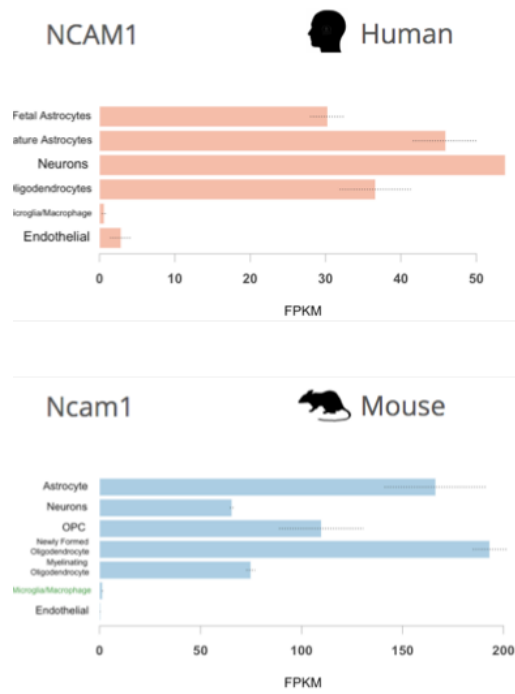 NCAM1 Human
Fetal Astrocytes
ature Astrocytes
Neurons
ligodendrocytes
icroglia/Macrophage
Endothelial
0 10 20 30 40 50
FPKM
Ncam1 Mouse
Astrocyte
Neurons
OPC
Newly Formed
Oligodendrocyte
Myelinating
Oligodendrocyte
Microglia/Macrophage
Endothelial
0 50 100 150 200
FPKM